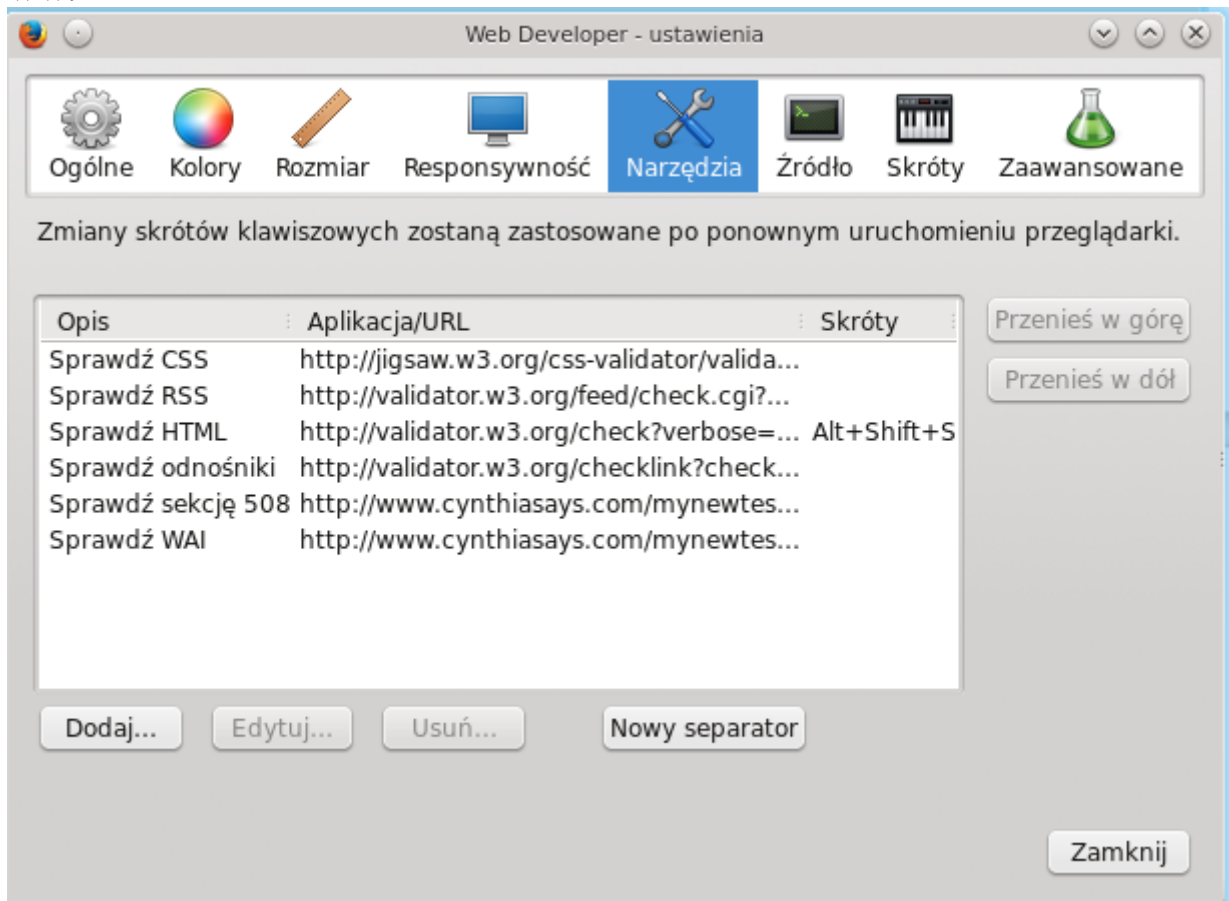 Web Developer - ustawienia
Ogólne Kolory Rozmiar Responsywność Narzędzia Źródło Skróty Zaawansowane
Zmiany skrótów klawiszowych zostaną zastosowane po ponownym uruchomieniu przeglądarki.
Opis Aplikacja/URL Skróty
Sprawdź CSS http://jigsaw.w3.org/css-validator/valida...
Sprawdź RSS http://validator.w3.org/feed/check.cgi?...
Sprawdź HTML http://validator.w3.org/check?verbose=... Alt+Shift+S
Sprawdź odnośniki http://validator.w3.org/checklink?check...
Sprawdź sekcję 508 http://www.cynthiasays.com/mynewtes...
Sprawdź WAI http://www.cynthiasays.com/mynewtes...
Przenieś w górę
Przenieś w dół
Dodaj... Edytuj... Usuń... Nowy separator
Zamknij